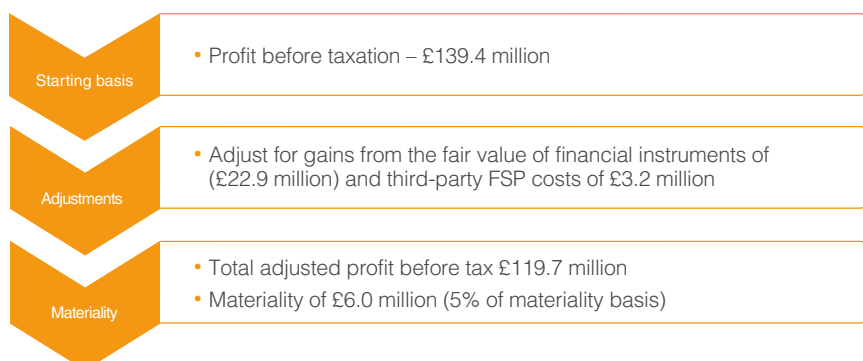 Starting basis
• Profit before taxation – £139.4 million
Adjustments
• Adjust for gains from the fair value of financial instruments of
(£22.9 million) and third-party FSP costs of £3.2 million
Materiality
• Total adjusted profit before tax £119.7 million
• Materiality of £6.0 million (5% of materiality basis)